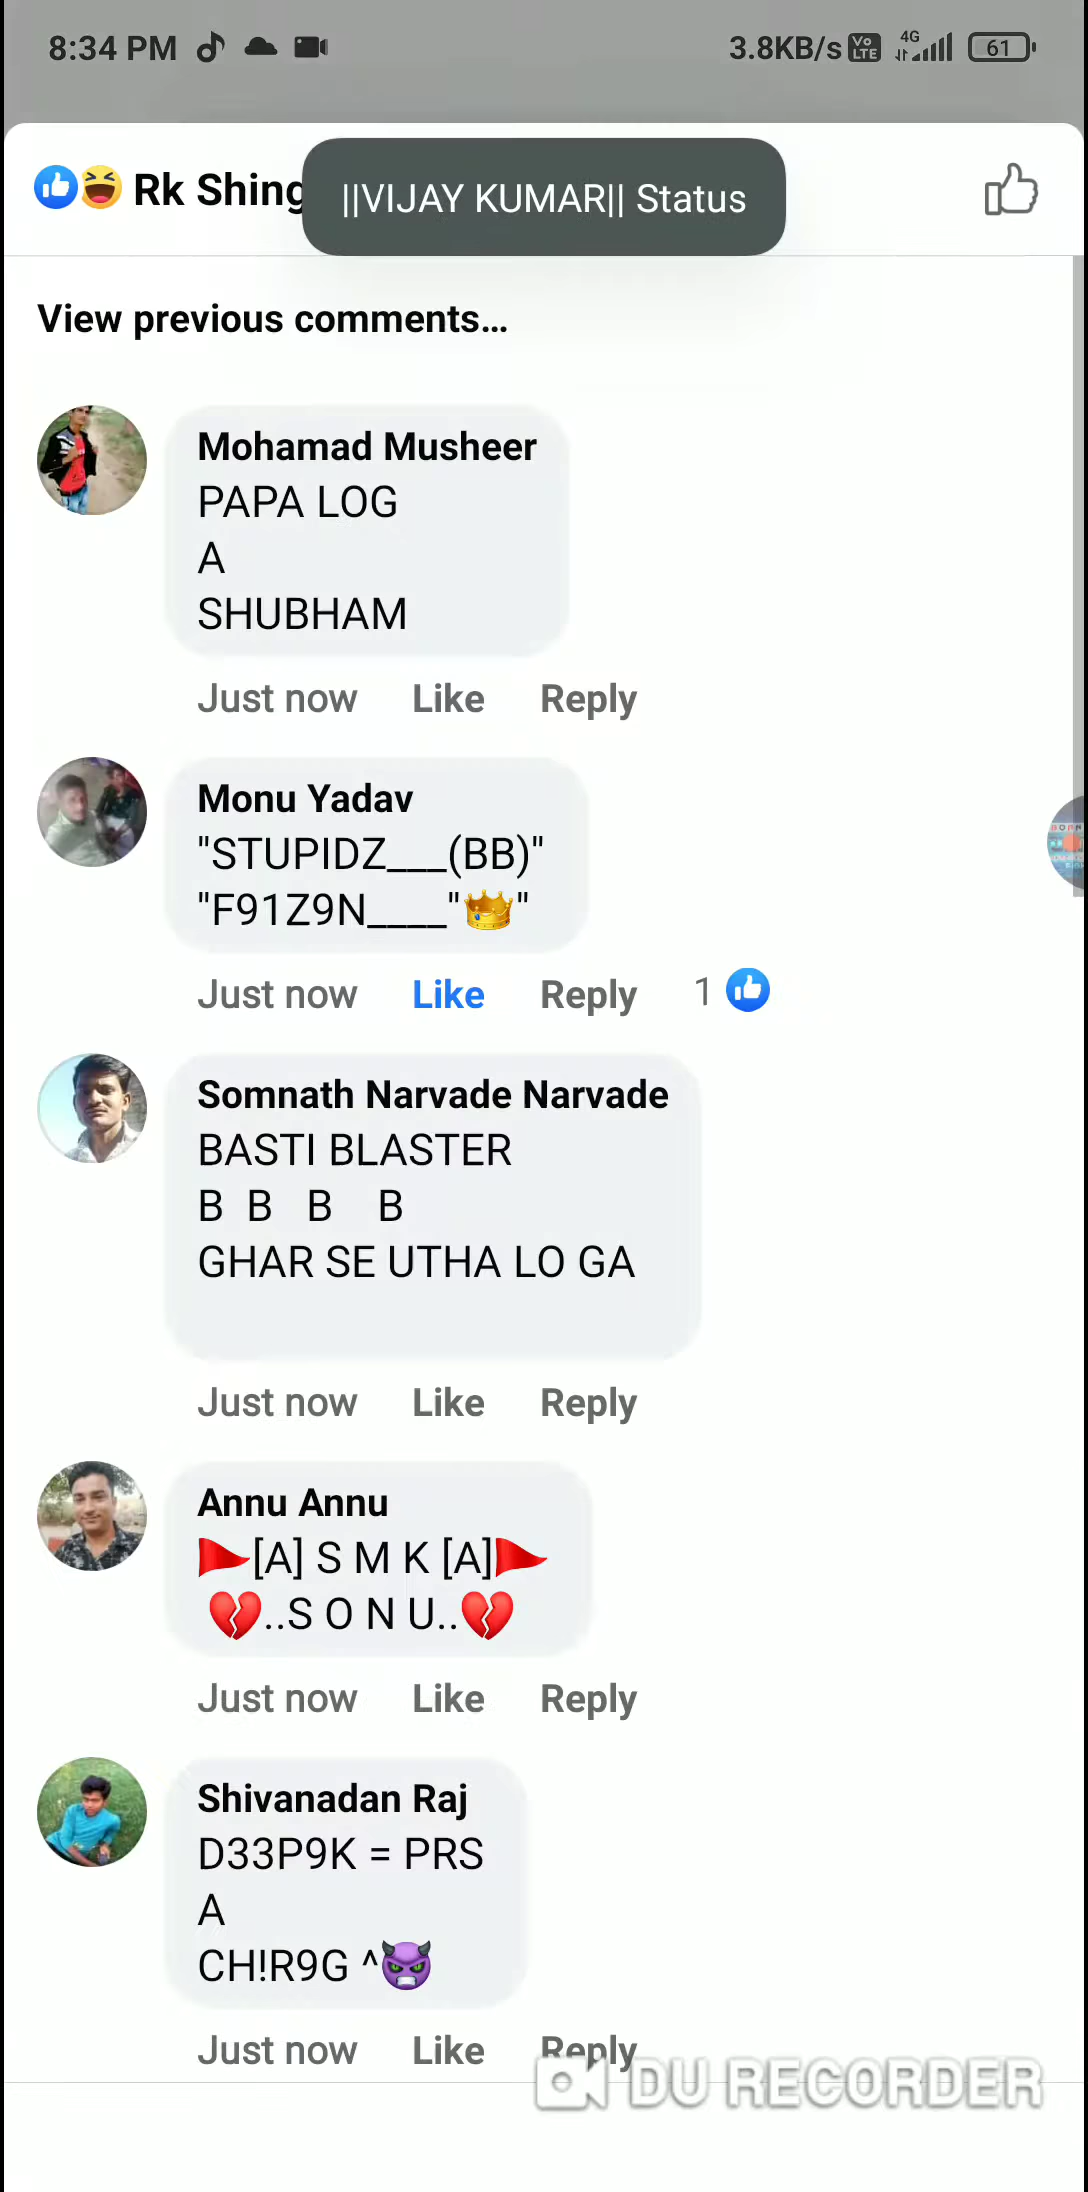 8:34 PM 3.8KB/s Vo LTE 4G 61
Rk Shing
||VIJAY KUMAR|| Status
View previous comments...
Mohamad Musheer
PAPA LOG
A
SHUBHAM
Just now Like Reply
Monu Yadav
"STUPIDZ___(BB)"
"F91Z9N____"👑"
Just now Like Reply 1
Somnath Narvade Narvade
BASTI BLASTER
B B B B
GHAR SE UTHA LO GA
Just now Like Reply
Annu Annu
🚩[A] S M K [A]🚩
💔..S O N U..💔
Just now Like Reply
Shivanadan Raj
D33P9K = PRS
A
CH!R9G ^👿
Just now Like Reply
DU RECORDER